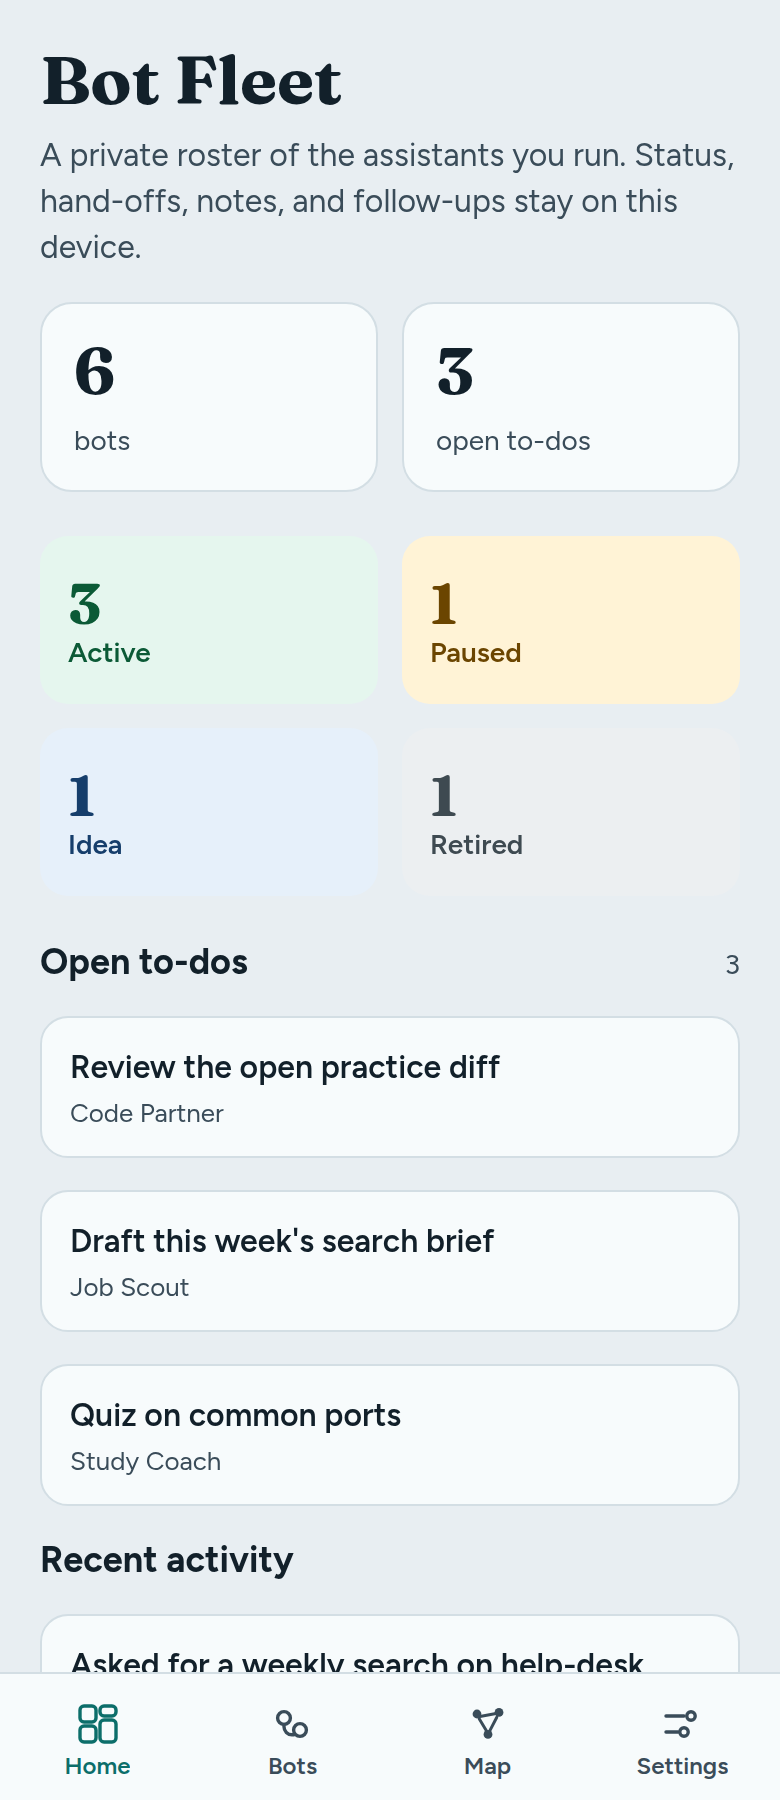 Bot Fleet
A private roster of the assistants you run. Status,
hand-offs, notes, and follow-ups stay on this
device.
6
bots
3
open to-dos
3
Active
1
Paused
1
Idea
1
Retired
Open to-dos
3
Review the open practice diff
Code Partner
Draft this week's search brief
Job Scout
Quiz on common ports
Study Coach
Recent activity
Asked for a weekly search on help-desk
Home
Bots
Map
Settings